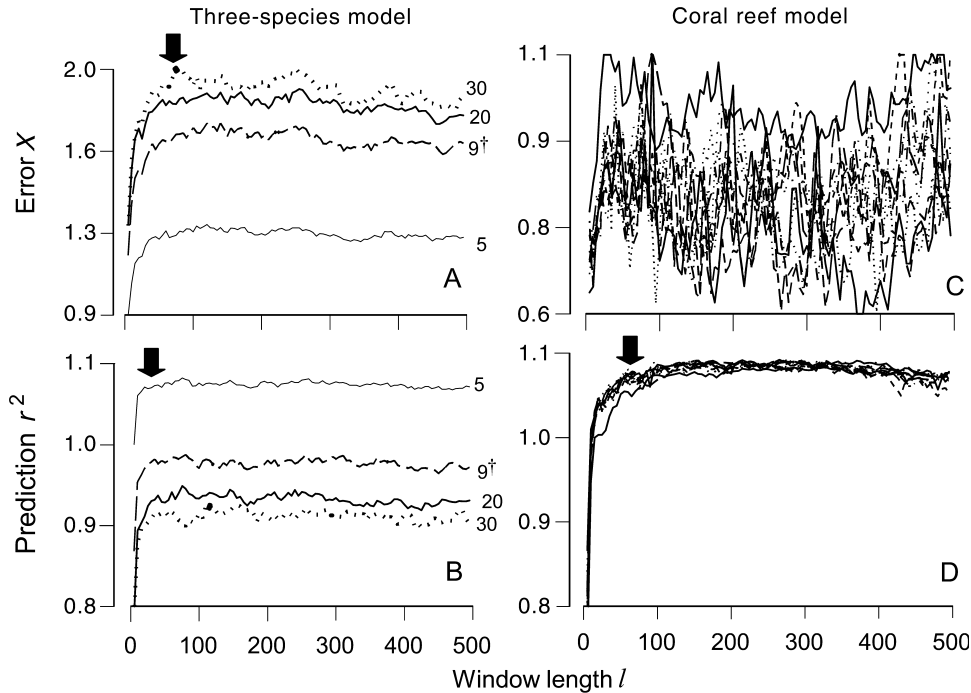 Three-species model
Coral reef model
Error X
2.0
1.6
1.3
0.9
30
20
9†
5
A
1.1
0.9
0.8
0.6
C
Prediction r²
1.1
1.0
0.9
0.8
5
9†
20
30
B
0 100 200 300 400 500
1.1
1.0
0.9
0.8
D
0 100 200 300 400 500
Window length l